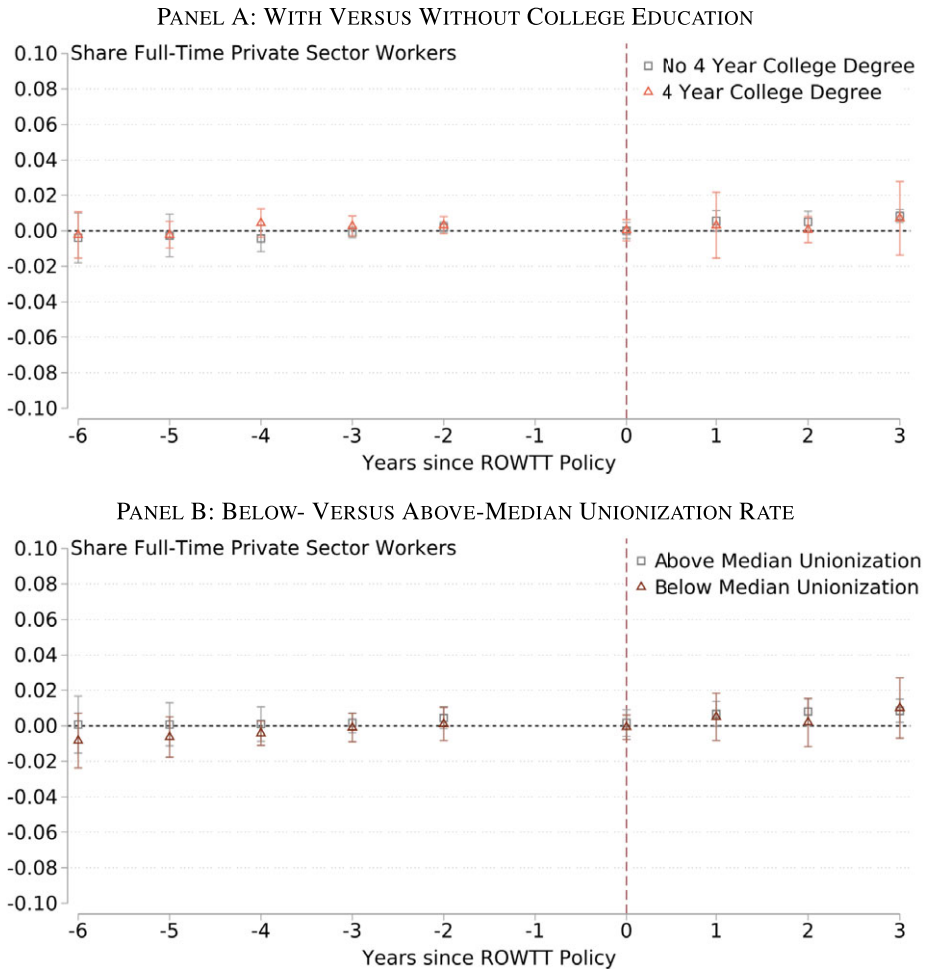 PANEL A: WITH VERSUS WITHOUT COLLEGE EDUCATION
Share Full-Time Private Sector Workers
No 4 Year College Degree
4 Year College Degree
0.10
0.08
0.06
0.04
0.02
0.00
-0.02
-0.04
-0.06
-0.08
-0.10
-6 -5 -4 -3 -2 -1 0 1 2 3
Years since ROWTT Policy
PANEL B: BELOW- VERSUS ABOVE-MEDIAN UNIONIZATION RATE
Share Full-Time Private Sector Workers
Above Median Unionization
Below Median Unionization
0.10
0.08
0.06
0.04
0.02
0.00
-0.02
-0.04
-0.06
-0.08
-0.10
-6 -5 -4 -3 -2 -1 0 1 2 3
Years since ROWTT Policy